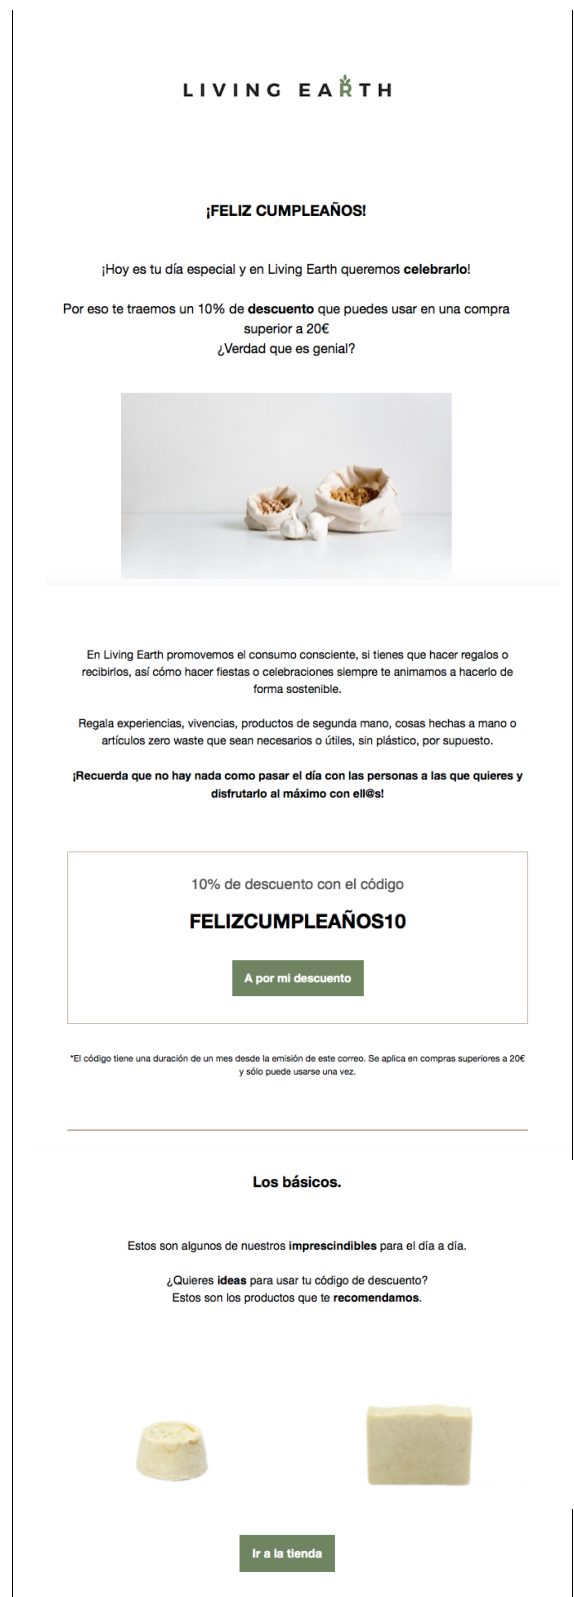 LIVING EARTH
¡FELIZ CUMPLEAÑOS!
¡Hoy es tu día especial y en Living Earth queremos celebrarlo!
Por eso te traemos un 10% de descuento que puedes usar en una compra
superior a 20€
¿Verdad que es genial?
En Living Earth promovemos el consumo consciente, si tienes que hacer regalos o
recibirlos, así cómo hacer fiestas o celebraciones siempre te animamos a hacerlo de
forma sostenible.
Regala experiencias, vivencias, productos de segunda mano, cosas hechas a mano o
artículos zero waste que sean necesarios o útiles, sin plástico, por supuesto.
¡Recuerda que no hay nada como pasar el día con las personas a las que quieres y
disfrutarlo al máximo con ell@s!
10% de descuento con el código
FELIZCUMPLEAÑOS10
A por mi descuento
*El código tiene una duración de un mes desde la emisión de este correo. Se aplica en compras superiores a 20€
y sólo puede usarse una vez.
Los básicos.
Estos son algunos de nuestros imprescindibles para el día a día.
¿Quieres ideas para usar tu código de descuento?
Estos son los productos que te recomendamos.
Ir a la tienda